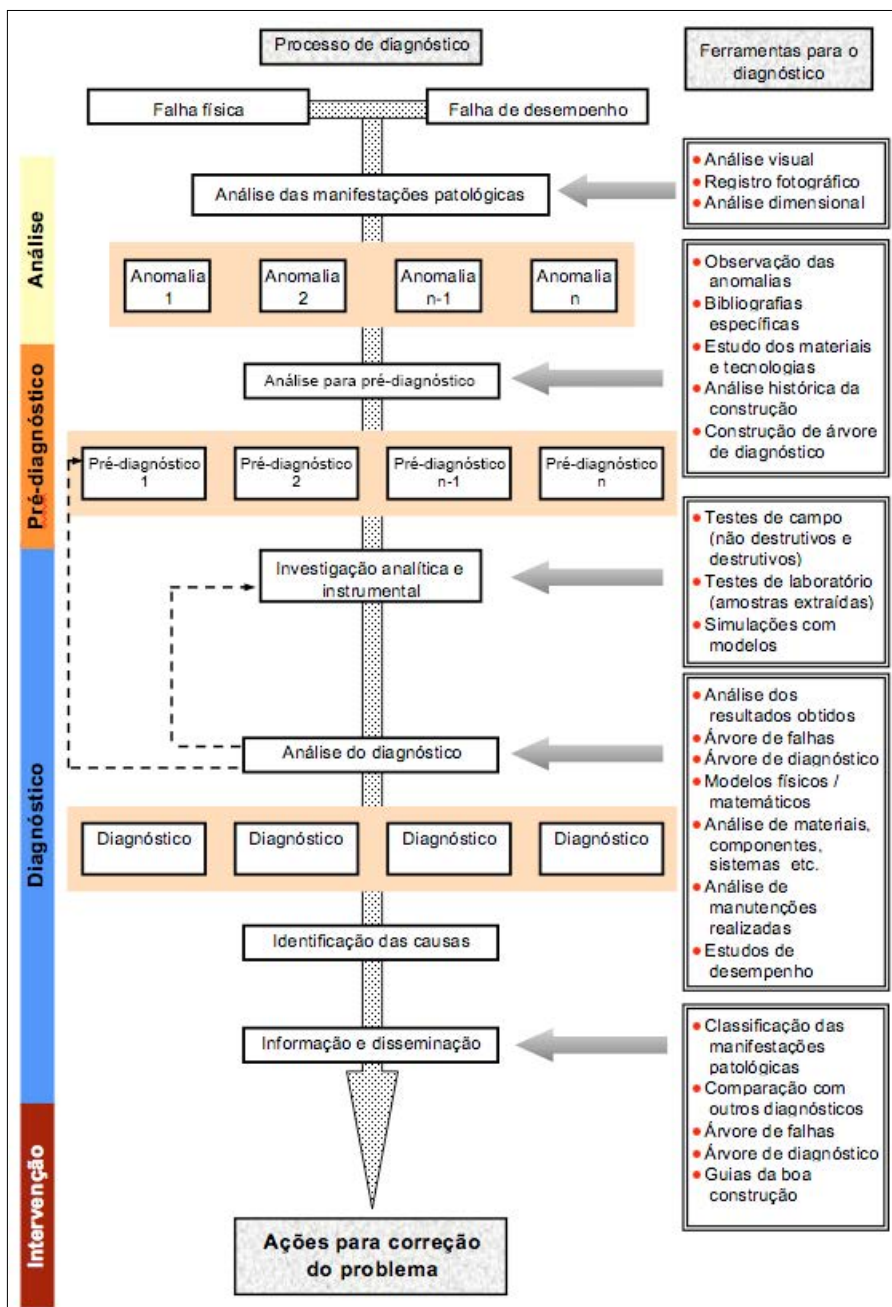 Processo de diagnóstico
Ferramentas para o
diagnóstico
Falha física
Falha de desempenho
Análise
Análise das manifestações patológicas
• Análise visual
• Registro fotográfico
• Análise dimensional
Anomalia
1
Anomalia
2
Anomalia
n-1
Anomalia
n
• Observação das
anomalias
• Bibliografias
específicas
• Estudo dos materiais
e tecnologias
• Análise histórica da
construção
• Construção de árvore
de diagnóstico
Pré-diagnóstico
Análise para pré-diagnóstico
Pré-diagnóstico
1
Pré-diagnóstico
2
Pré-diagnóstico
n-1
Pré-diagnóstico
n
Diagnóstico
Investigação analítica e
instrumental
• Testes de campo
(não destrutivos e
destrutivos)
• Testes de laboratório
(amostras extraídas)
• Simulações com
modelos
Análise do diagnóstico
• Análise dos
resultados obtidos
• Árvore de falhas
• Árvore de diagnóstico
• Modelos físicos /
matemáticos
• Análise de materiais,
componentes,
sistemas etc.
• Análise de
manutenções
realizadas
• Estudos de
desempenho
Diagnóstico
Diagnóstico
Diagnóstico
Diagnóstico
Identificação das causas
Informação e disseminação
• Classificação das
manifestações
patológicas
• Comparação com
outros diagnósticos
• Árvore de falhas
• Árvore de diagnóstico
• Guias da boa
construção
Intervenção
Ações para correção
do problema